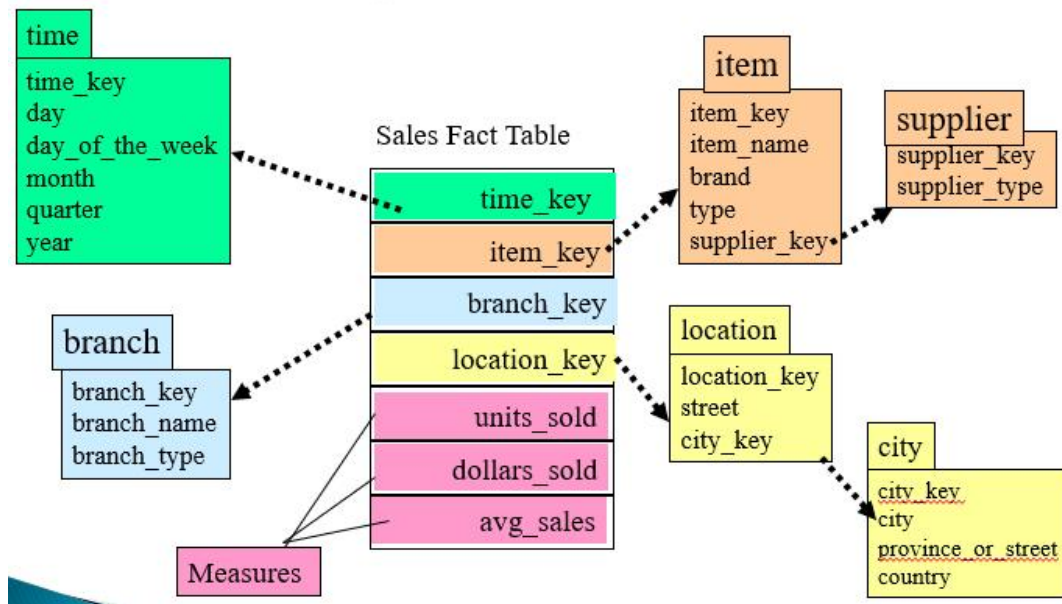 time
time_key
day
day_of_the_week
month
quarter
year
Sales Fact Table
time_key
item_key
branch_key
location_key
units_sold
dollars_sold
avg_sales
Measures
item
item_key
item_name
brand
type
supplier_key
supplier
supplier_key
supplier_type
branch
branch_key
branch_name
branch_type
location
location_key
street
city_key
city
city_key
city
province_or_street
country